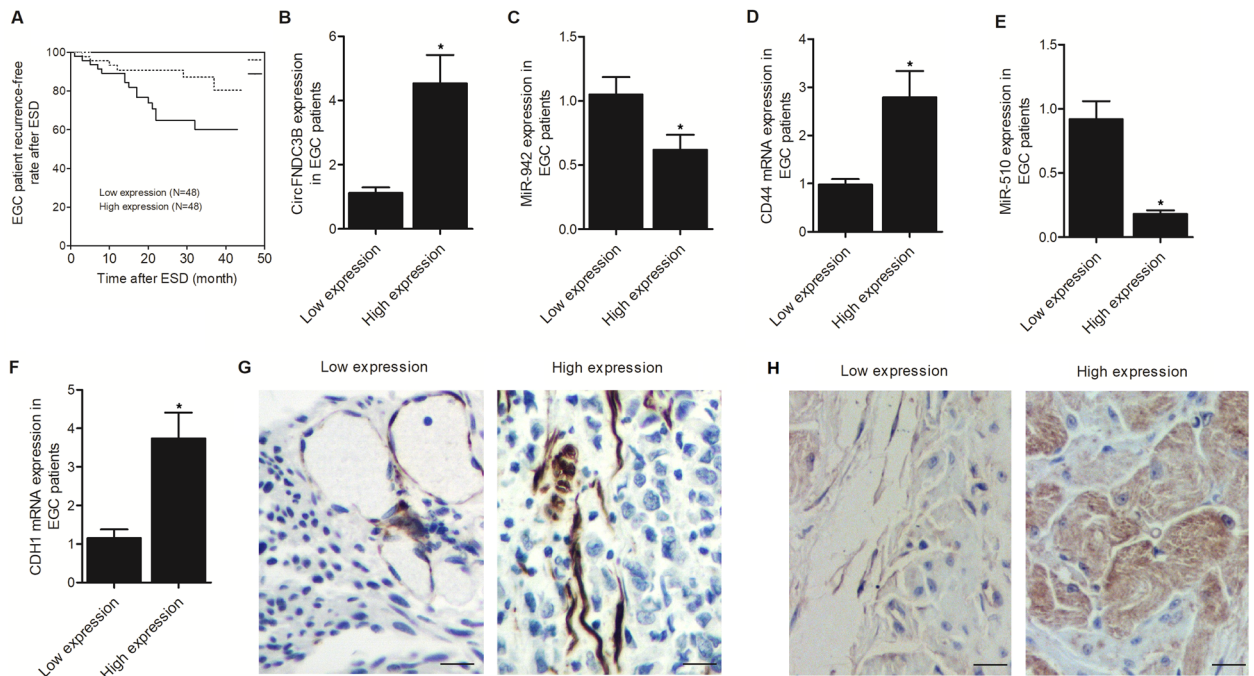 A
EGC patient recurrence-free
rate after ESD
100
80
60
40
20
0
0 10 20 30 40 50
Time after ESD (month)
Low expression (N=48)
High expression (N=48)
B
CircFNDC3B expression
in EGC patients
6
4
2
0
*
Low expression
High expression
C
MiR-942 expression in
EGC patients
1.5
1.0
0.5
0.0
*
Low expression
High expression
D
CD44 mRNA expression in
EGC patients
4
3
2
1
0
*
Low expression
High expression
E
MiR-510 expression in
EGC patients
1.5
1.0
0.5
0.0
*
Low expression
High expression
F
CDH1 mRNA expression in
EGC patients
5
4
3
2
1
0
*
Low expression
High expression
G
Low expression
High expression
H
Low expression
High expression